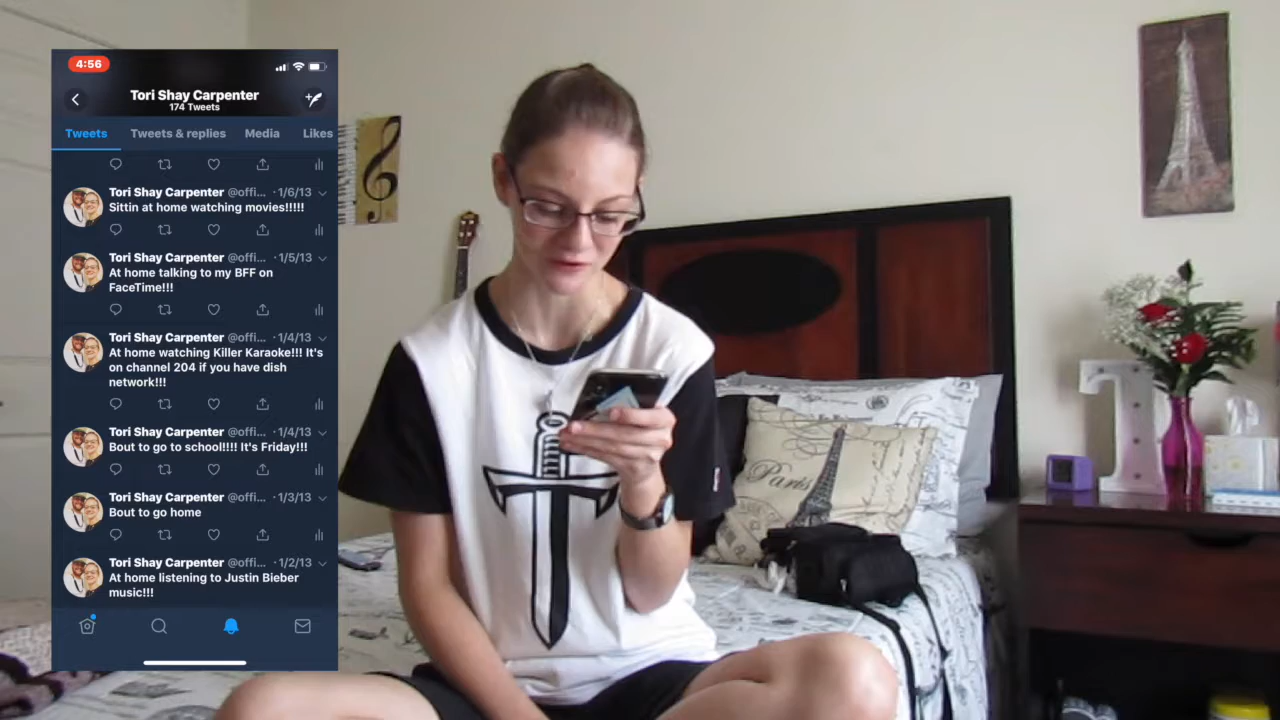 4:56
Tori Shay Carpenter
174 Tweets
Tweets Tweets & replies Media Likes
Tori Shay Carpenter @offi... · 1/6/13
Sittin at home watching movies!!!!!
Tori Shay Carpenter @offi... · 1/5/13
At home talking to my BFF on
FaceTime!!!
Tori Shay Carpenter @offi... · 1/4/13
At home watching Killer Karaoke!!! It's
on channel 204 if you have dish
network!!!
Tori Shay Carpenter @offi... · 1/4/13
Bout to go to school!!!! It's Friday!!!
Tori Shay Carpenter @offi... · 1/3/13
Bout to go home
Tori Shay Carpenter @offi... · 1/2/13
At home listening to Justin Bieber
music!!!
Paris
T